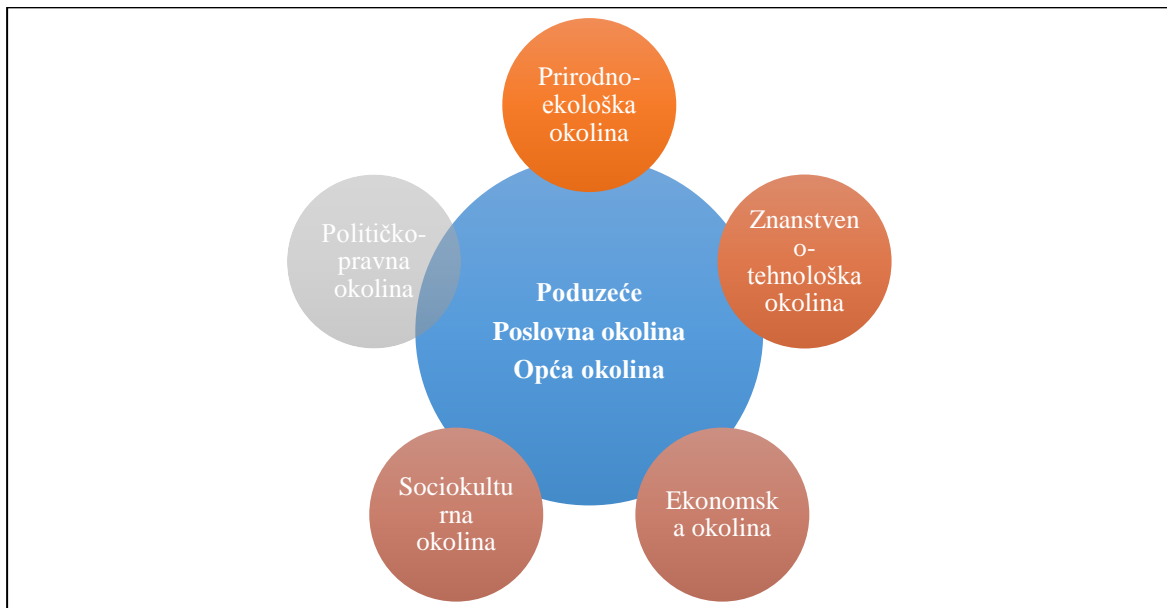 Prirodno-
ekološka
okolina
Političko-
pravna
okolina
Znanstven
o-
tehnološka
okolina
Poduzeće
Poslovna okolina
Opća okolina
Sociokultu
rna
okolina
Ekonomsk
a okolina